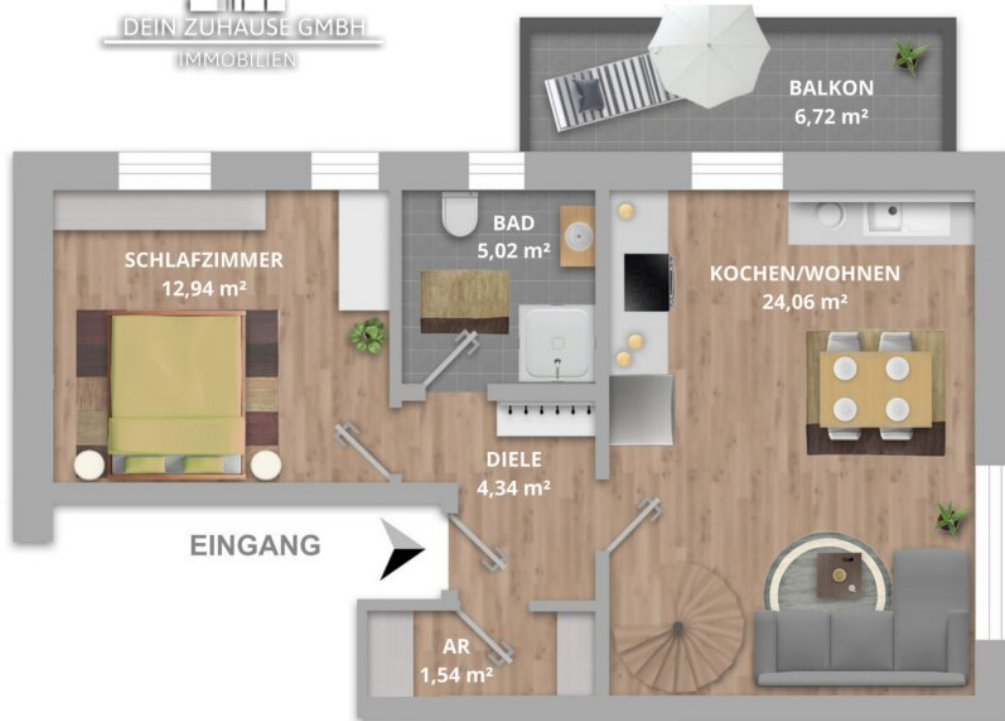 DEIN ZUHAUSE GMBH
IMMOBILIEN
BALKON
6,72 m²
SCHLAFZIMMER
12,94 m²
BAD
5,02 m²
KOCHEN/WOHNEN
24,06 m²
DIELE
4,34 m²
EINGANG
AR
1,54 m²